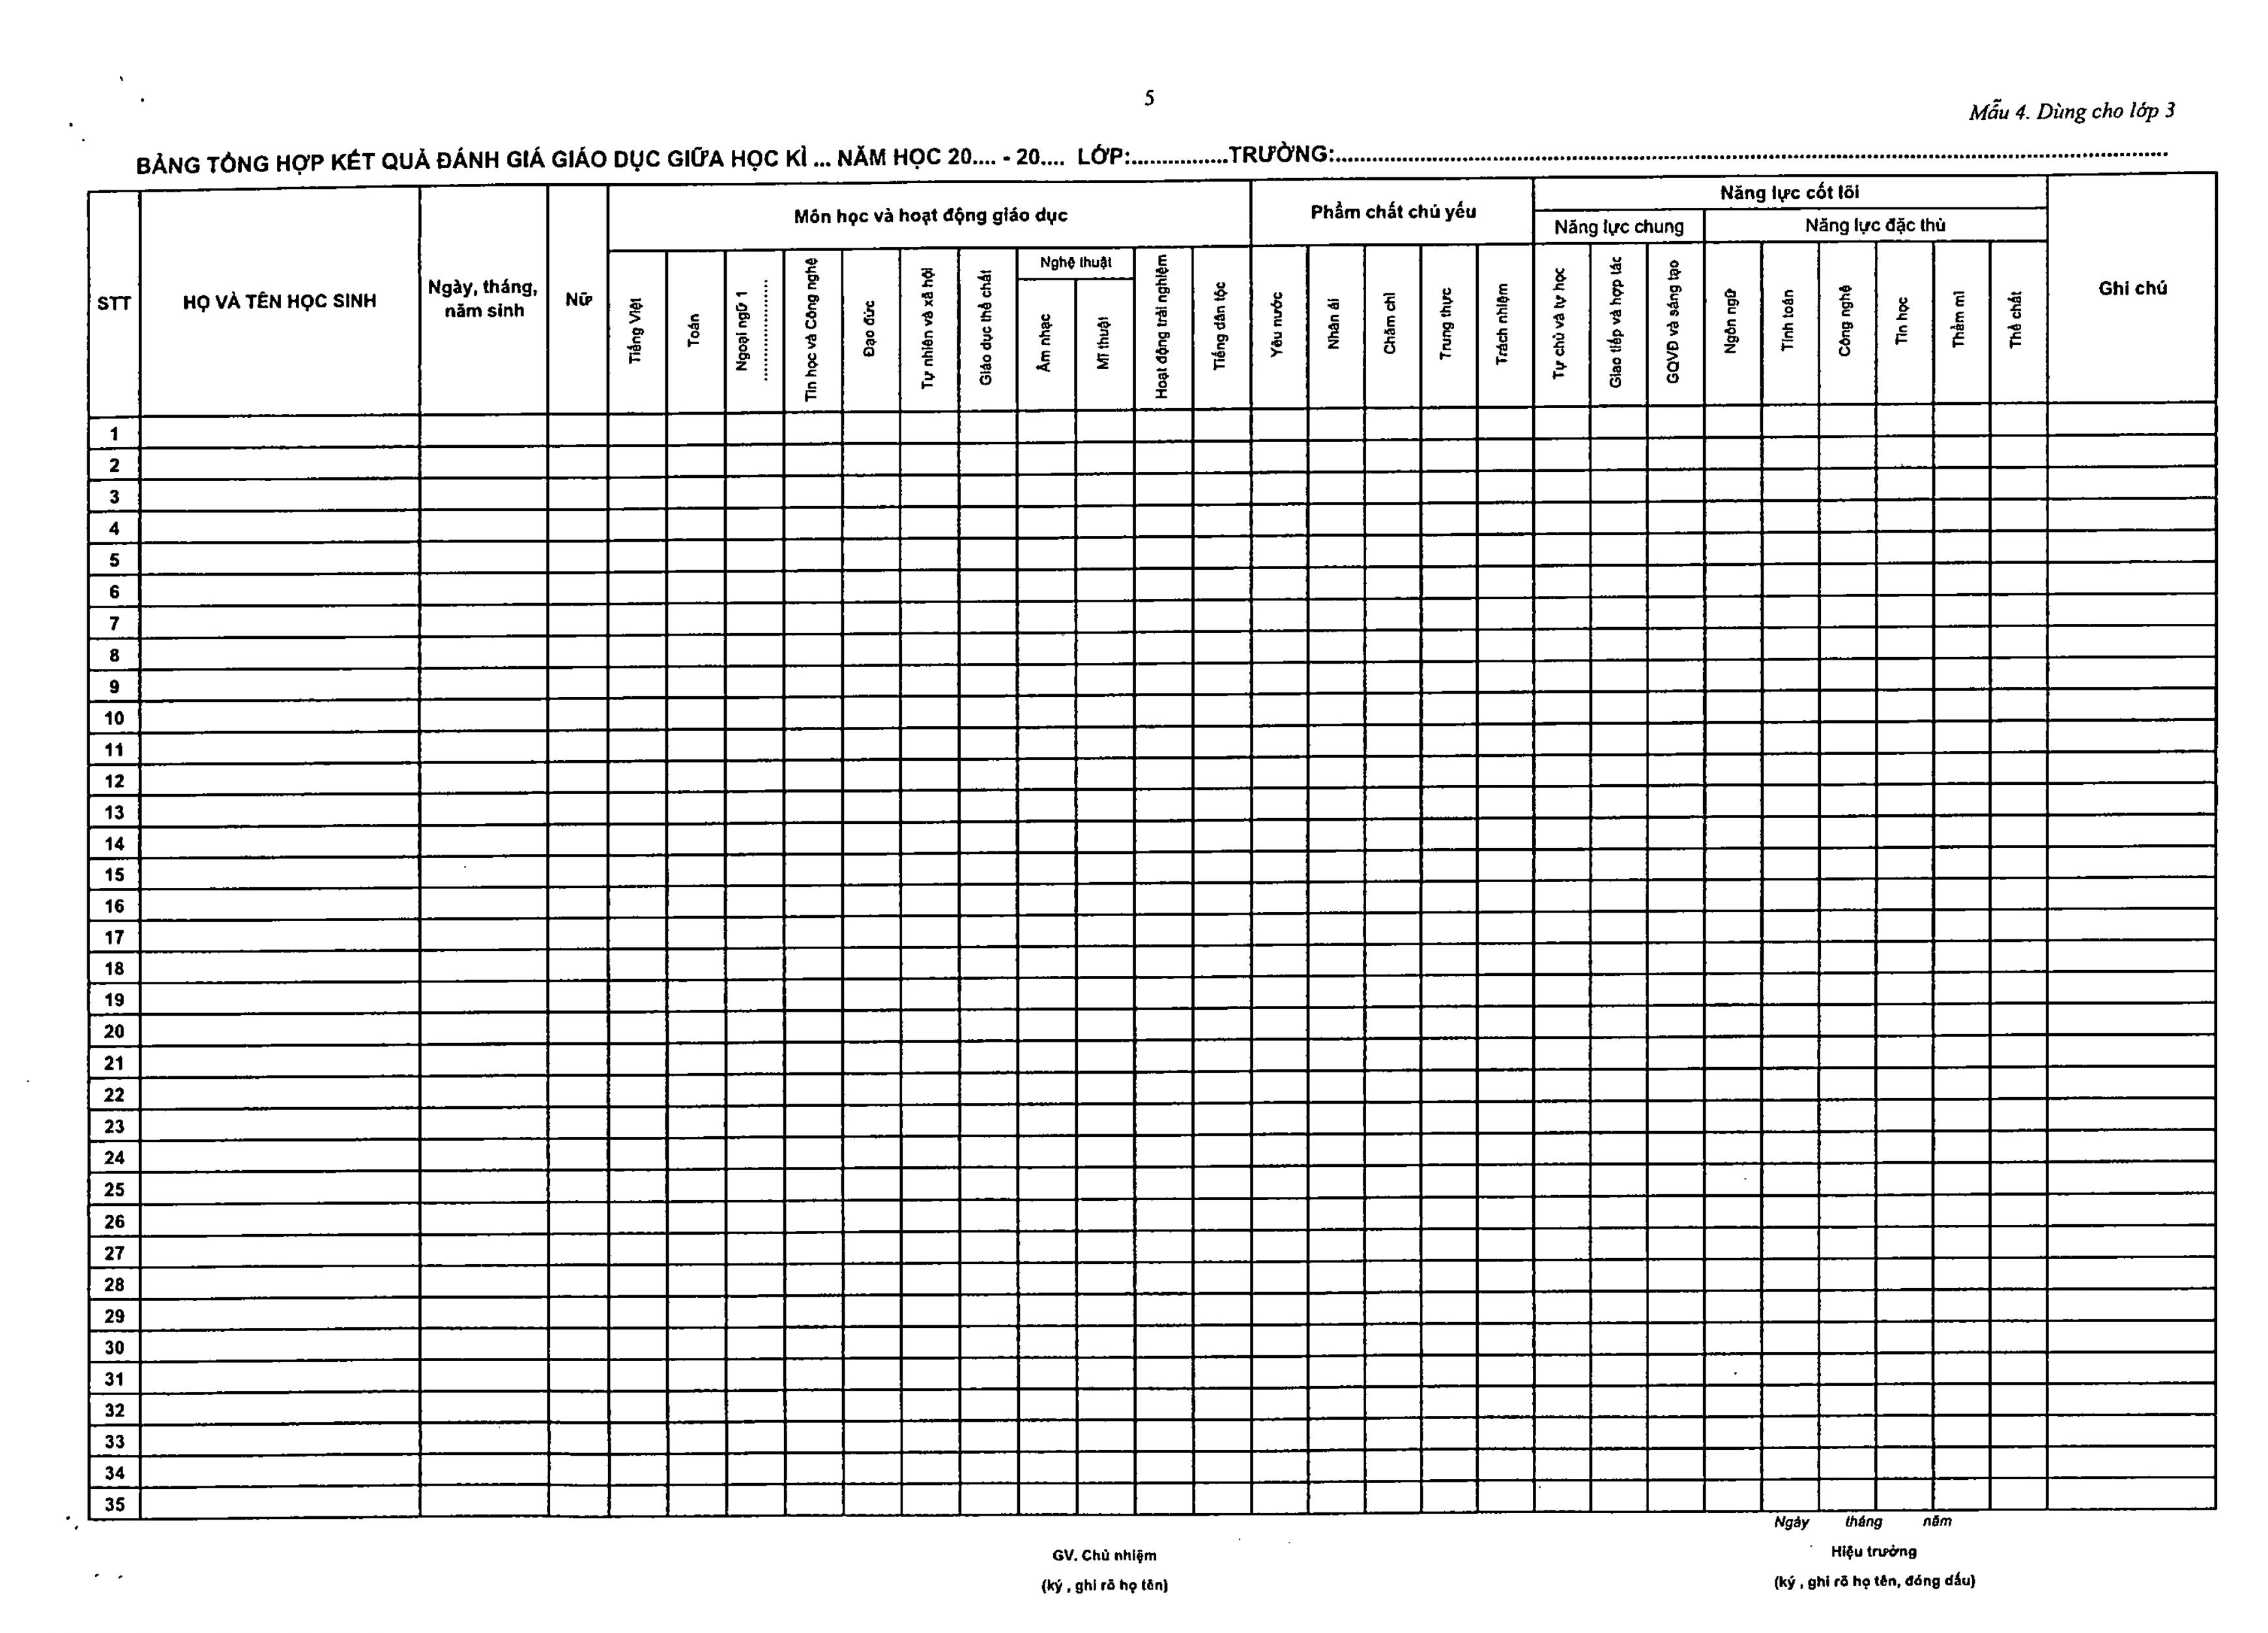 5
Mẫu 4. Dùng cho lớp 3
BẢNG TỔNG HỢP KẾT QUẢ ĐÁNH GIÁ GIÁO DỤC GIỮA HỌC KÌ ... NĂM HỌC 20.... - 20.... LỚP:...............TRƯỜNG:...............
STT
HỌ VÀ TÊN HỌC SINH
Ngày, tháng,
năm sinh
Nữ
Môn học và hoạt động giáo dục
Phẩm chất chủ yếu
Năng lực cốt lõi
Năng lực chung
Năng lực đặc thù
Ghi chú
Tiếng Việt
Toán
Ngoại ngữ 1
....................
Tin học và Công nghệ
Đạo đức
Tự nhiên và xã hội
Giáo dục thể chất
Nghệ thuật
Âm nhạc
Mĩ thuật
Hoạt động trải nghiệm
Tiếng dân tộc
Yêu nước
Nhân ái
Chăm chỉ
Trung thực
Trách nhiệm
Tự chủ và tự học
Giao tiếp và hợp tác
GQVĐ và sáng tạo
Ngôn ngữ
Tính toán
Công nghệ
Tin học
Thẩm mĩ
Thể chất
1
2
3
4
5
6
7
8
9
10
11
12
13
14
15
16
17
18
19
20
21
22
23
24
25
26
27
28
29
30
31
32
33
34
35
Ngày tháng năm
GV. Chủ nhiệm
(ký , ghi rõ họ tên)
Hiệu trưởng
(ký , ghi rõ họ tên, đóng dấu)